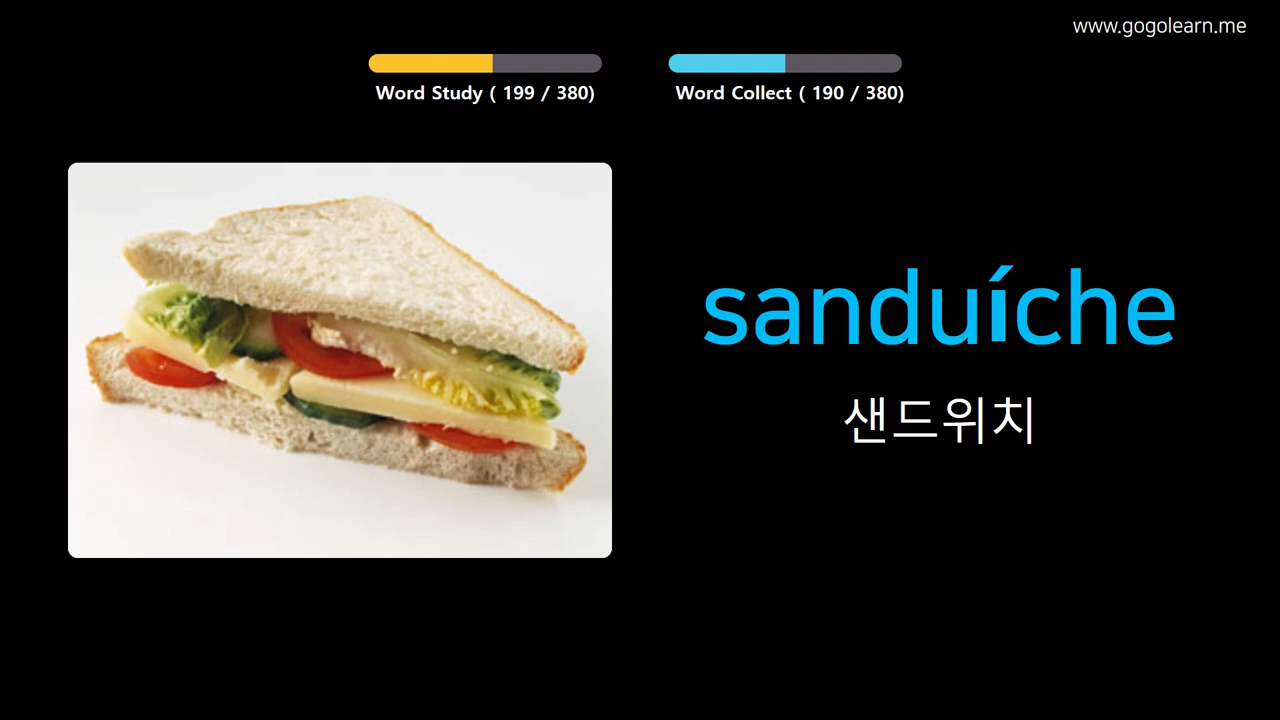 www.gogolearn.me
Word Study ( 199 / 380)
Word Collect ( 190 / 380)
sanduíche
샌드위치